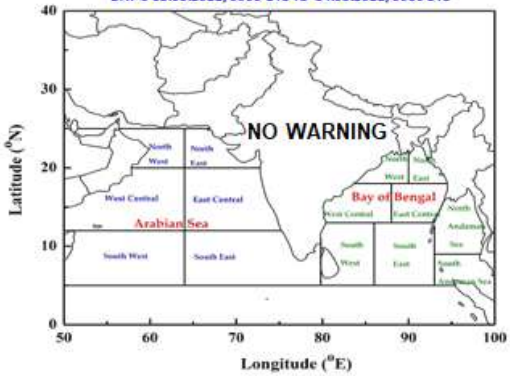 40
30
20
10
0
50
60
70
80
90
100
Latitude (°N)
Longitude (°E)
NO WARNING
North
West
North
East
West Central
East Central
Arabian Sea
South West
South East
North
West
North
East
Bay of Bengal
West Central
East Central
South
West
South
East
North
Andaman
Sea
South
Andaman Sea